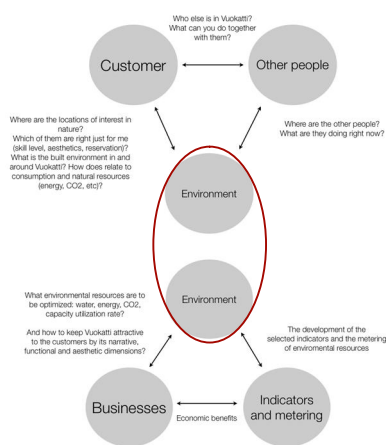 Who else is in Vuokatti?
What can you do together
with them?
Customer
Other people
Where are the locations of interest in
nature?
Which of them are right just for me
(skill level, aesthetics, reservation)?
What is the built environment in and
around Vuokatti? How does relate to
consumption and natural resources
(energy, CO2, etc)?
Where are the other people?
What are they doing right now?
Environment
Environment
What environmental resources are to
be optimized: water, energy, CO2,
capacity utilization rate?
And how to keep Vuokatti attractive
to the customers by its narrative,
functional and aesthetic dimensions?
The development of the
selected indicators and the metering
of enviromental resources
Businesses
Economic benefits
Indicators
and metering